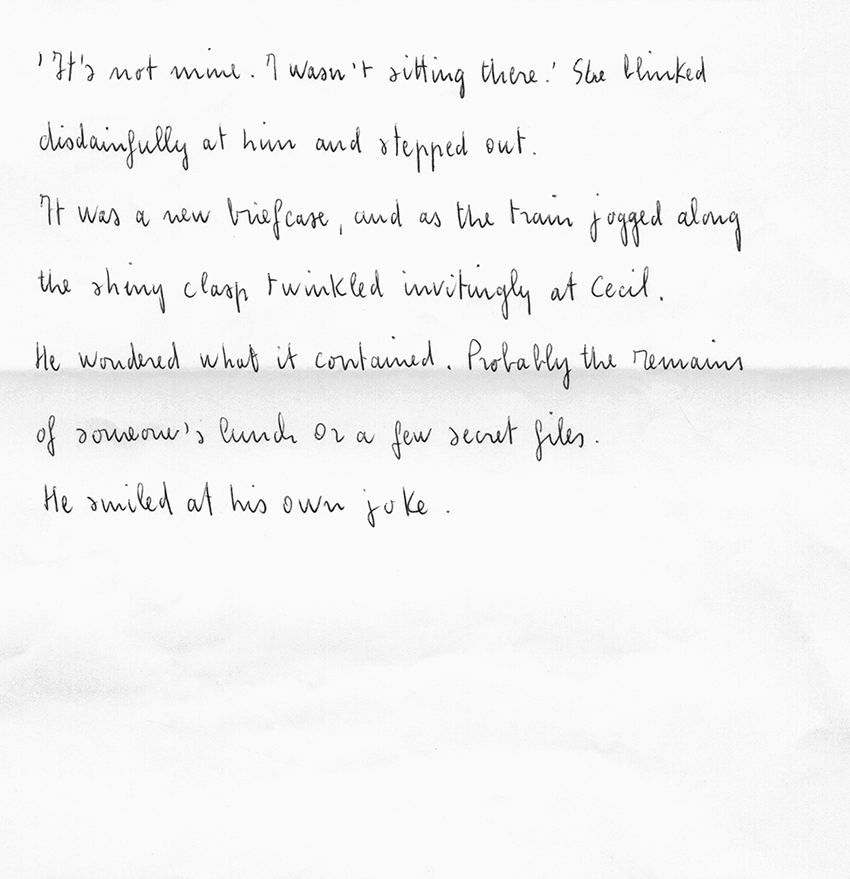 'It's not mine. I wasn't sitting there.' She blinked
disdainfully at him and stepped out.
It was a new briefcase, and as the train jogged along
the shiny clasp twinkled invitingly at Cecil.
He wondered what it contained. Probably the remains
of someone's lunch or a few secret files.
He smiled at his own joke.